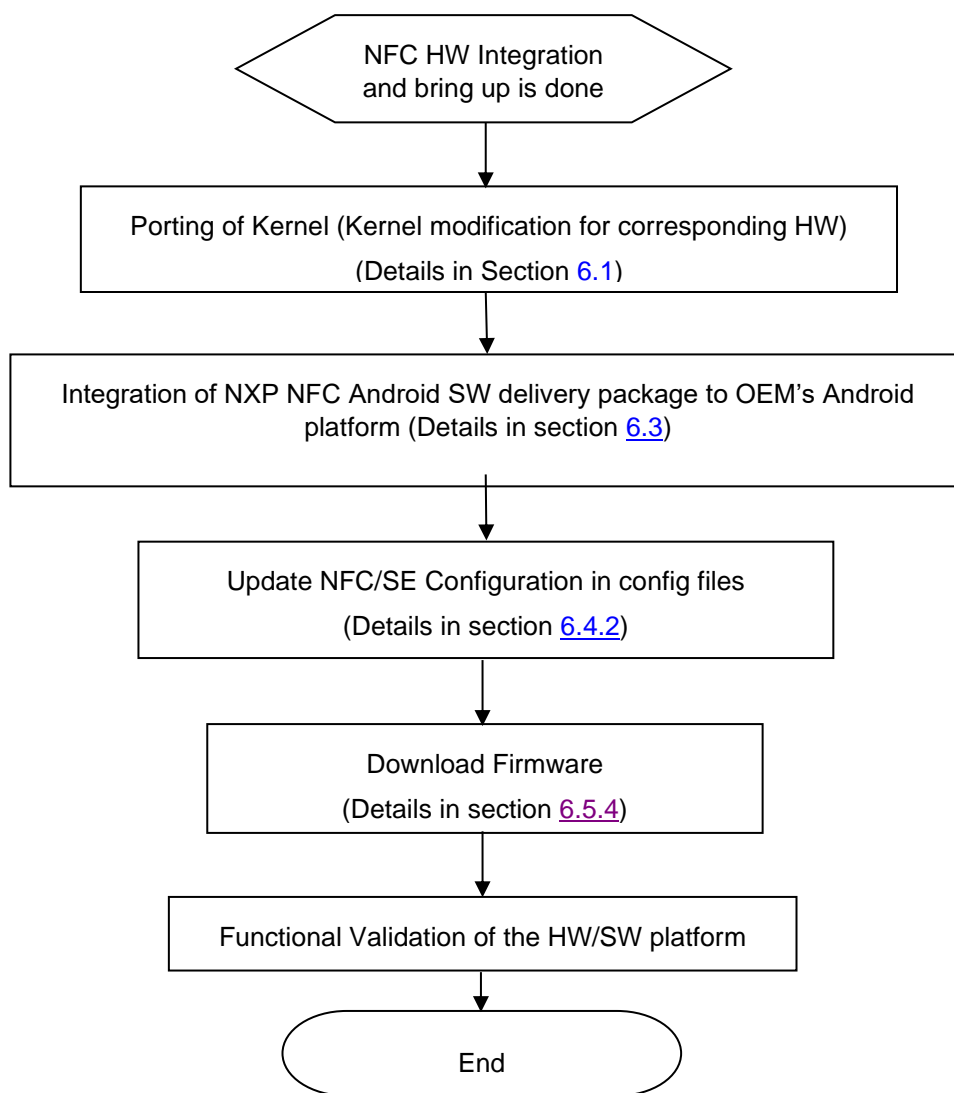 NFC HW Integration
and bring up is done
Porting of Kernel (Kernel modification for corresponding HW)
(Details in Section 6.1)
Integration of NXP NFC Android SW delivery package to OEM's Android
platform (Details in section 6.3)
Update NFC/SE Configuration in config files
(Details in section 6.4.2)
Download Firmware
(Details in section 6.5.4)
Functional Validation of the HW/SW platform
End